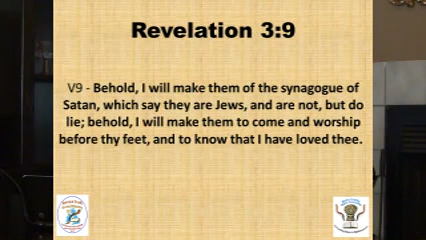 Revelation 3:9
V9 - Behold, I will make them of the synagogue of
Satan, which say they are Jews, and are not, but do
lie; behold, I will make them to come and worship
before thy feet, and to know that I have loved thee.